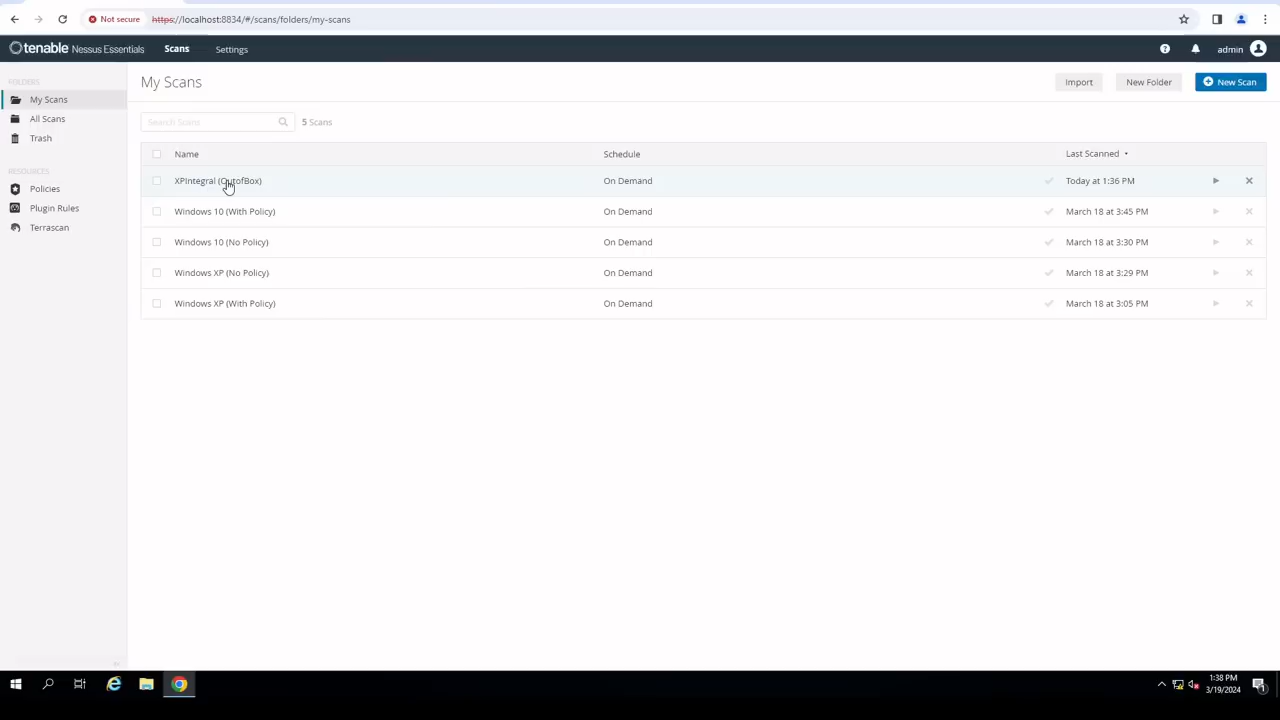 Not secure https://localhost:8834/#/scans/folders/my-scans
tenable Nessus Essentials Scans Settings admin
FOLDERS
My Scans
All Scans
Trash
RESOURCES
Policies
Plugin Rules
Terrascan
My Scans
Import New Folder New Scan
Search Scans 5 Scans
Name Schedule Last Scanned
XPIntegral (OutofBox) On Demand Today at 1:36 PM
Windows 10 (With Policy) On Demand March 18 at 3:45 PM
Windows 10 (No Policy) On Demand March 18 at 3:30 PM
Windows XP (No Policy) On Demand March 18 at 3:29 PM
Windows XP (With Policy) On Demand March 18 at 3:05 PM
1:38 PM
3/19/2024